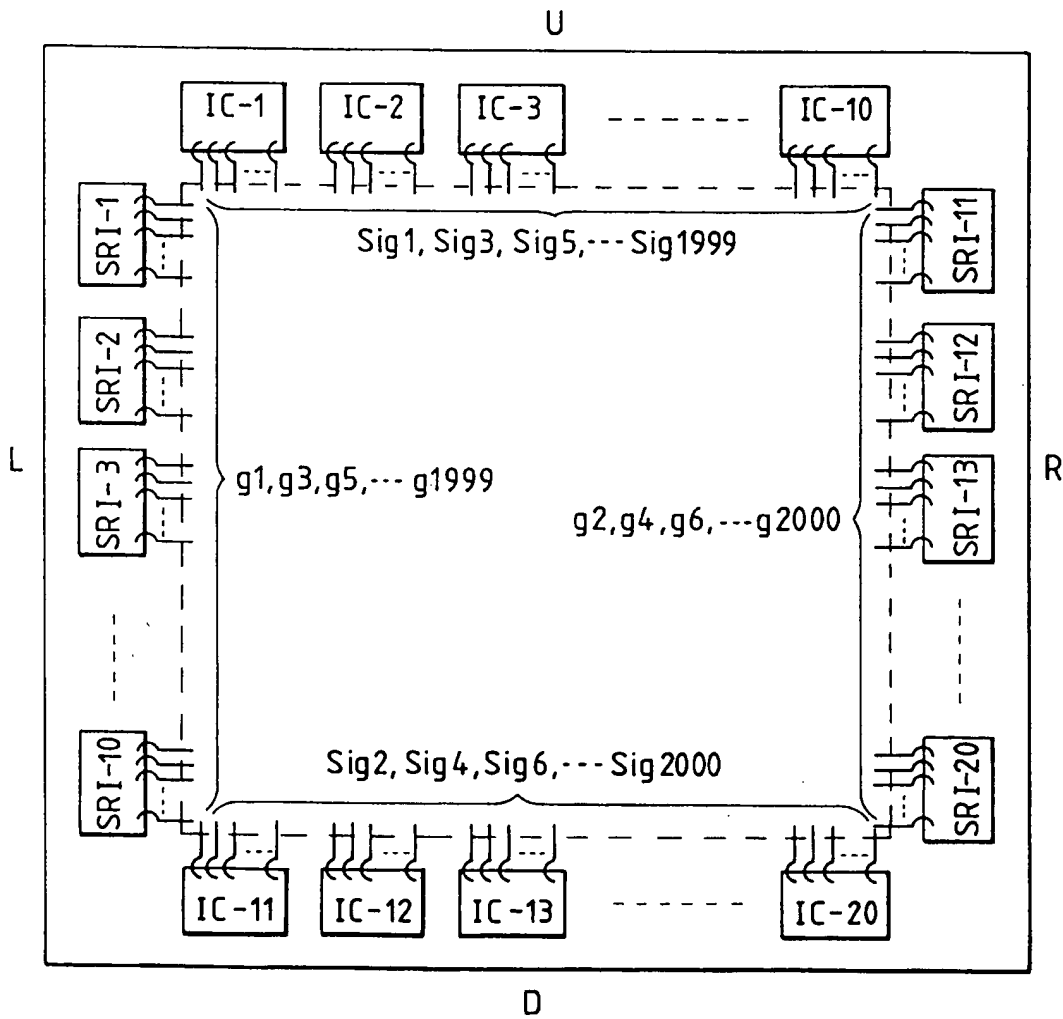 U
IC-1 IC-2 IC-3 IC-10
Sig1, Sig3, Sig5, --- Sig1999
SRI-1
SRI-2
SRI-3
SRI-10
SRI-11
SRI-12
SRI-13
SRI-20
L
R
g1,g3,g5,--- g1999
g2,g4,g6,---g2000
Sig2, Sig4, Sig6, --- Sig2000
IC-11 IC-12 IC-13 IC-20
D